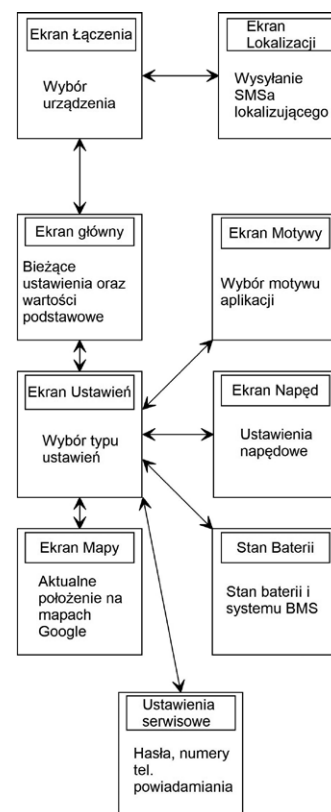 Ekran Łączenia
Wybór
urządzenia
Ekran
Lokalizacji
Wysyłanie
SMSa
lokalizującego
Ekran główny
Bieżące
ustawienia oraz
wartości
podstawowe
Ekran Motywy
Wybór motywu
aplikacji
Ekran Ustawień
Wybór typu
ustawień
Ekran Napęd
Ustawienia
napędowe
Ekran Mapy
Aktualne
położenie na
mapach
Google
Stan Baterii
Stan baterii i
systemu BMS
Ustawienia
serwisowe
Hasła, numery
tel.
powiadamiania